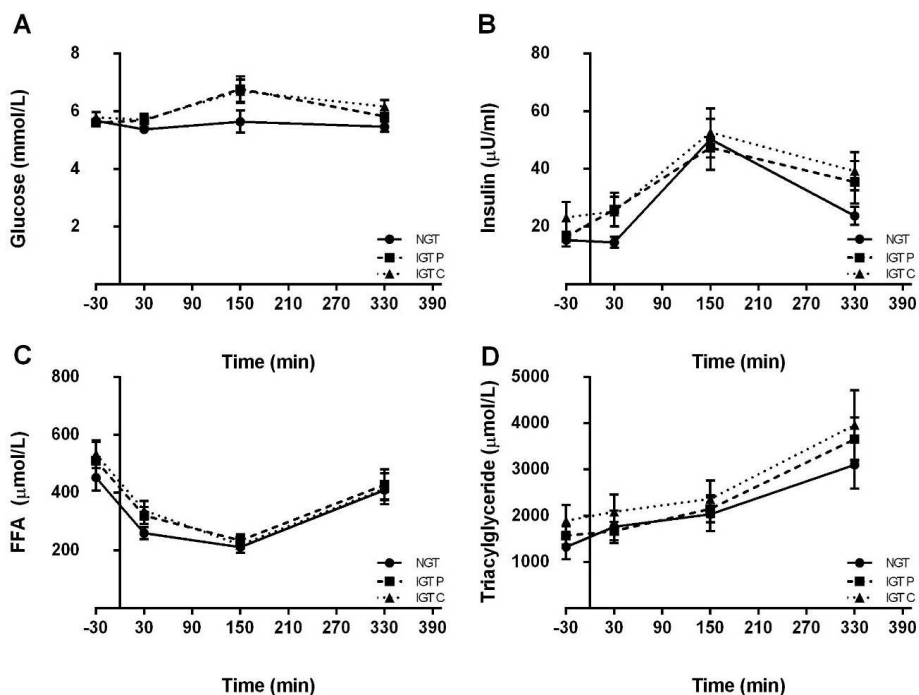 A
Glucose (mmol/L)
8
6
4
2
NGT
IGT P
IGT C
-30 30 90 150 210 270 330 390
Time (min)
B
Insulin (μU/ml)
80
60
40
20
NGT
IGT P
IGT C
-30 30 90 150 210 270 330 390
Time (min)
C
FFA (μmol/L)
800
600
400
200
NGT
IGT P
IGT C
-30 30 90 150 210 270 330 390
Time (min)
D
Triacylglyceride (μmol/L)
5000
4000
3000
2000
1000
NGT
IGT P
IGT C
-30 30 90 150 210 270 330 390
Time (min)